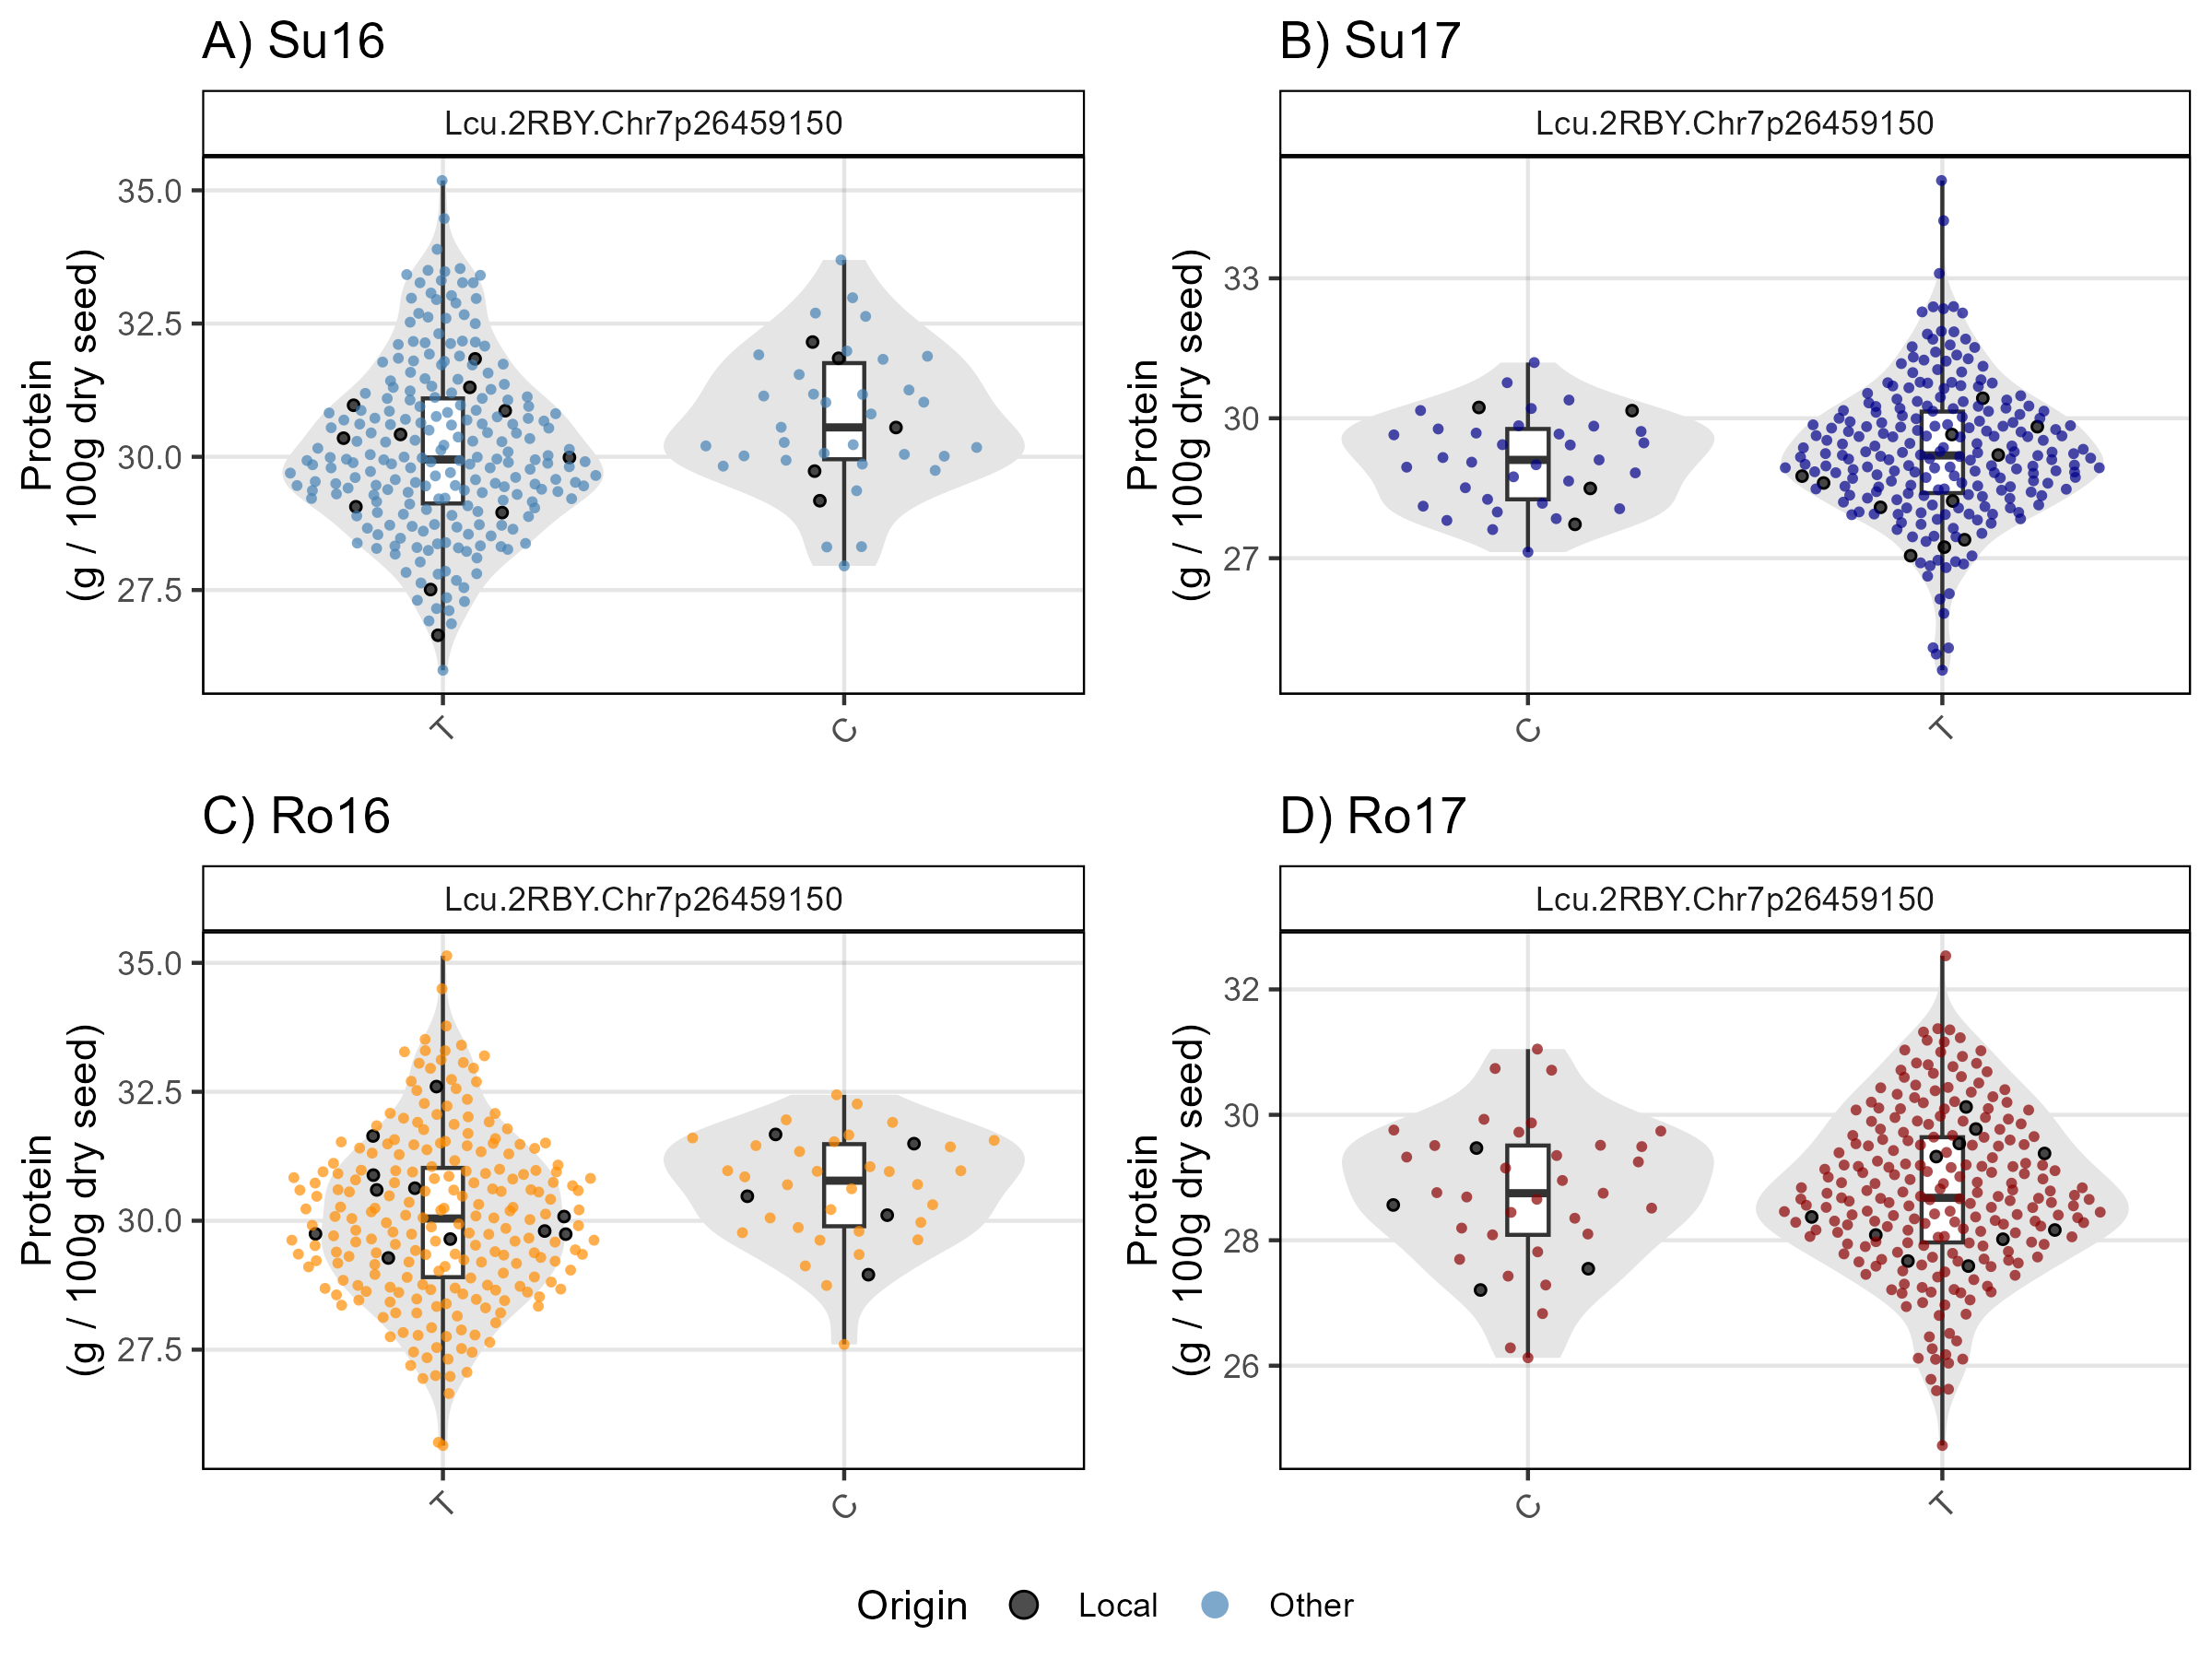 A) Su16
Lcu.2RBY.Chr7p26459150
Protein
(g / 100g dry seed)
35.0
32.5
30.0
27.5
T
C
B) Su17
Lcu.2RBY.Chr7p26459150
Protein
(g / 100g dry seed)
33
30
27
C
T
C) Ro16
Lcu.2RBY.Chr7p26459150
Protein
(g / 100g dry seed)
35.0
32.5
30.0
27.5
T
C
D) Ro17
Lcu.2RBY.Chr7p26459150
Protein
(g / 100g dry seed)
32
30
28
26
C
T
Origin Local Other